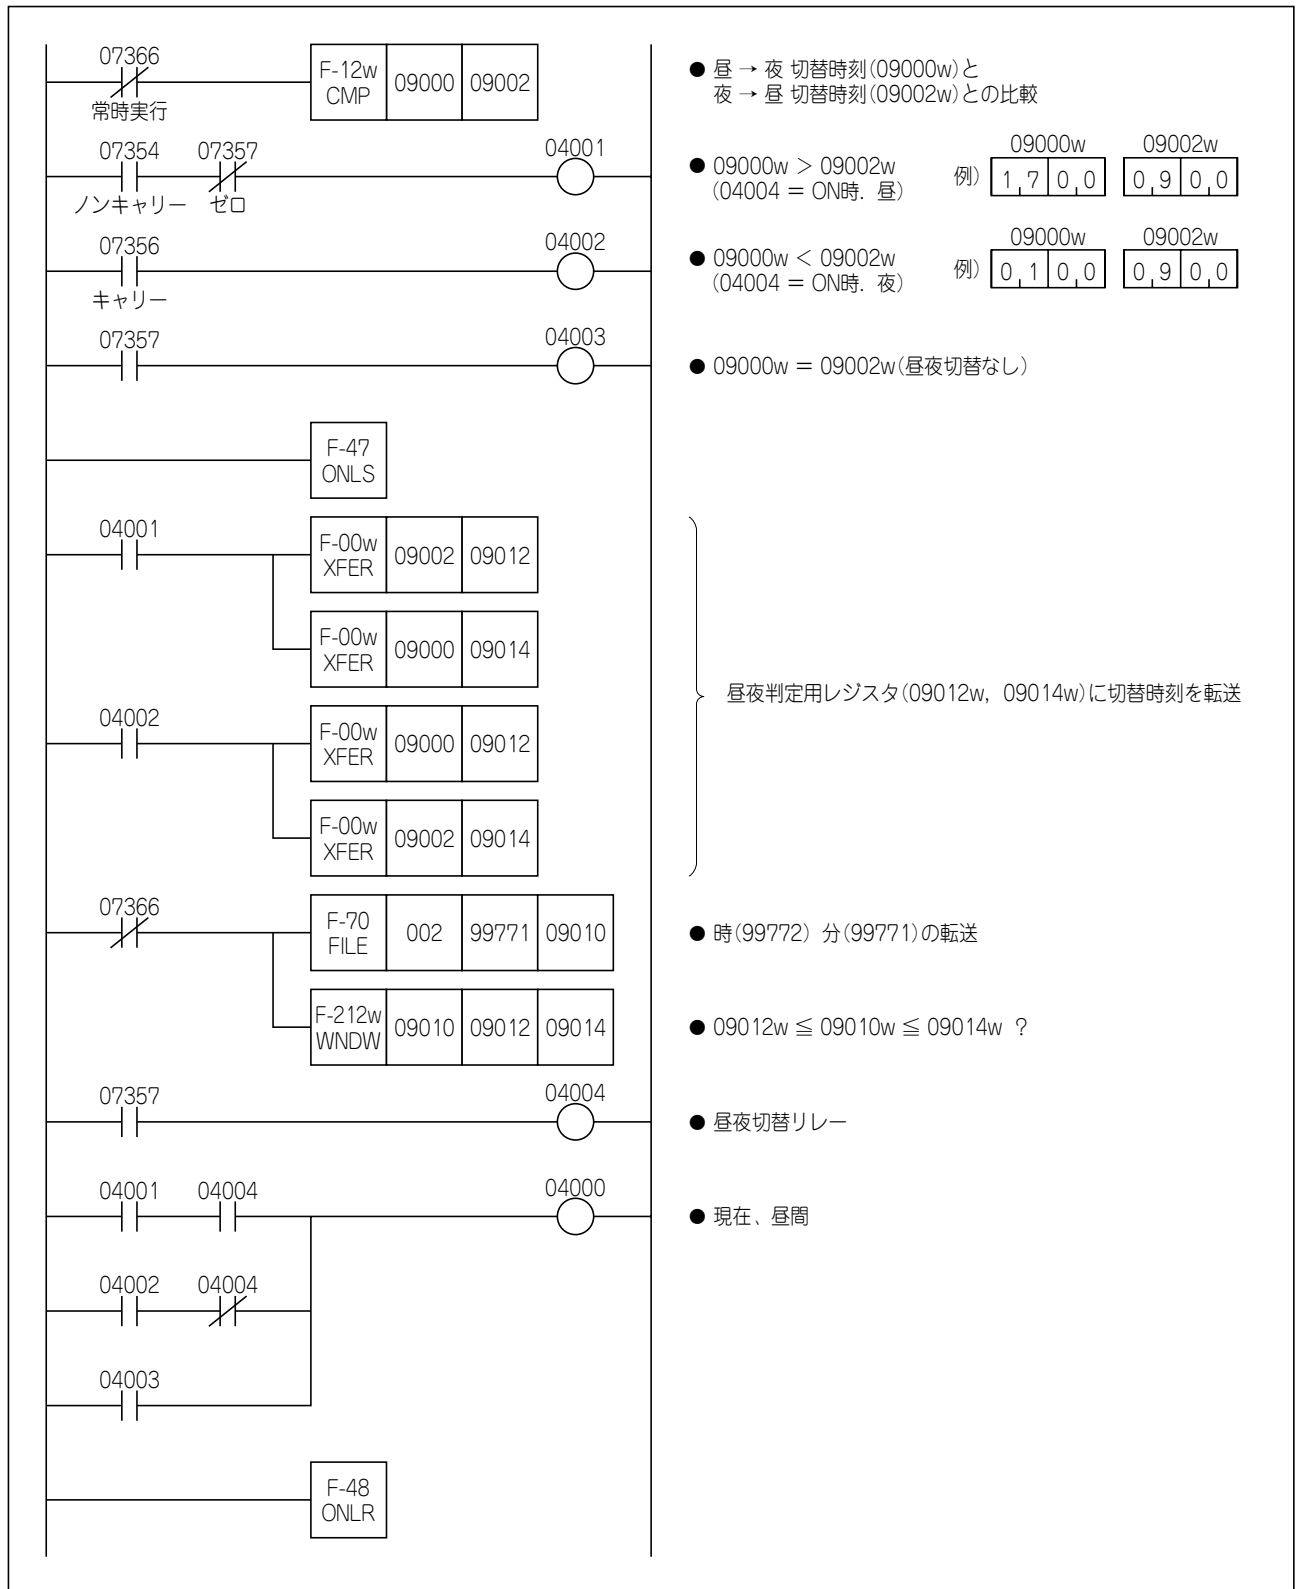 07366
常時実行
F-12w
CMP
09000
09002
● 昼 → 夜 切替時刻(09000w)と
夜 → 昼 切替時刻(09002w)との比較
07354
ノンキャリー
07357
ゼロ
04001
● 09000w > 09002w
(04004 = ON時. 昼)
例)
09000w
1 7 0 0
09002w
0 9 0 0
07356
キャリー
04002
● 09000w < 09002w
(04004 = ON時. 夜)
例)
09000w
0 1 0 0
09002w
0 9 0 0
07357
04003
● 09000w = 09002w(昼夜切替なし)
F-47
ONLS
04001
F-00w
XFER
09002
09012
F-00w
XFER
09000
09014
04002
F-00w
XFER
09000
09012
F-00w
XFER
09002
09014
昼夜判定用レジスタ(09012w, 09014w)に切替時刻を転送
07366
F-70
FILE
002
99771
09010
● 時(99772) 分(99771)の転送
F-212w
WNDW
09010
09012
09014
● 09012w ≦ 09010w ≦ 09014w ?
07357
04004
● 昼夜切替リレー
04001
04004
04000
● 現在、昼間
04002
04004
04003
F-48
ONLR